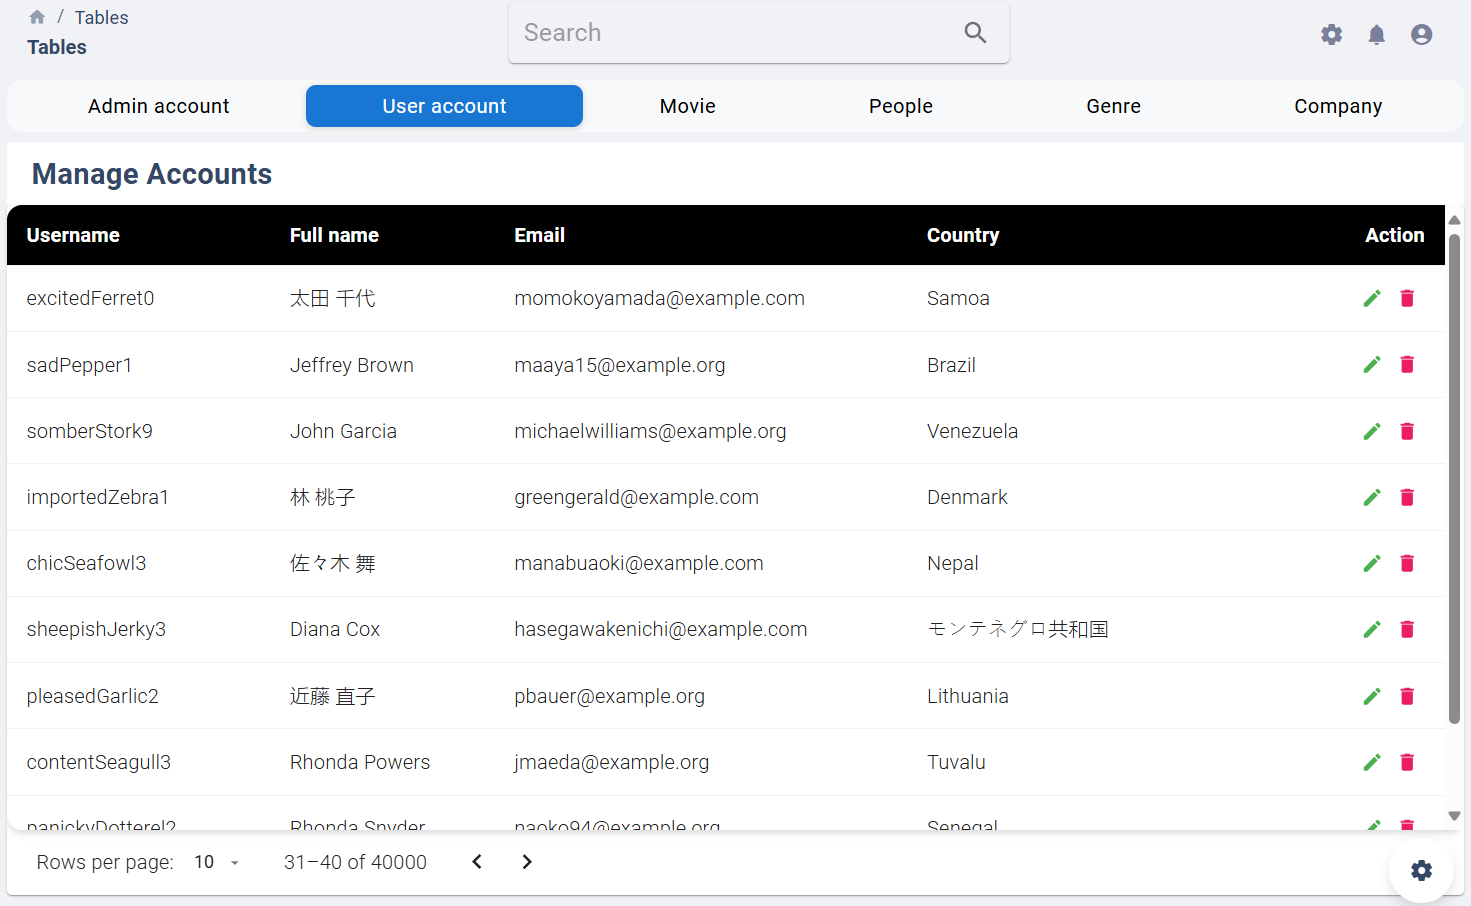 / Tables
Tables
Search
Admin account User account Movie People Genre Company
Manage Accounts
Username Full name Email Country Action
excitedFerret0 太田 千代 momokoyamada@example.com Samoa
sadPepper1 Jeffrey Brown maaya15@example.org Brazil
somberStork9 John Garcia michaelwilliams@example.org Venezuela
importedZebra1 林 桃子 greengerald@example.com Denmark
chicSeafowl3 佐々木 舞 manabuaoki@example.com Nepal
sheepishJerky3 Diana Cox hasegawakenichi@example.com モンテネグロ共和国
pleasedGarlic2 近藤 直子 pbauer@example.org Lithuania
contentSeagull3 Rhonda Powers jmaeda@example.org Tuvalu
panickyDotterel2 Rhonda Snyder naoko94@example.org Senegal
Rows per page: 10 31–40 of 40000